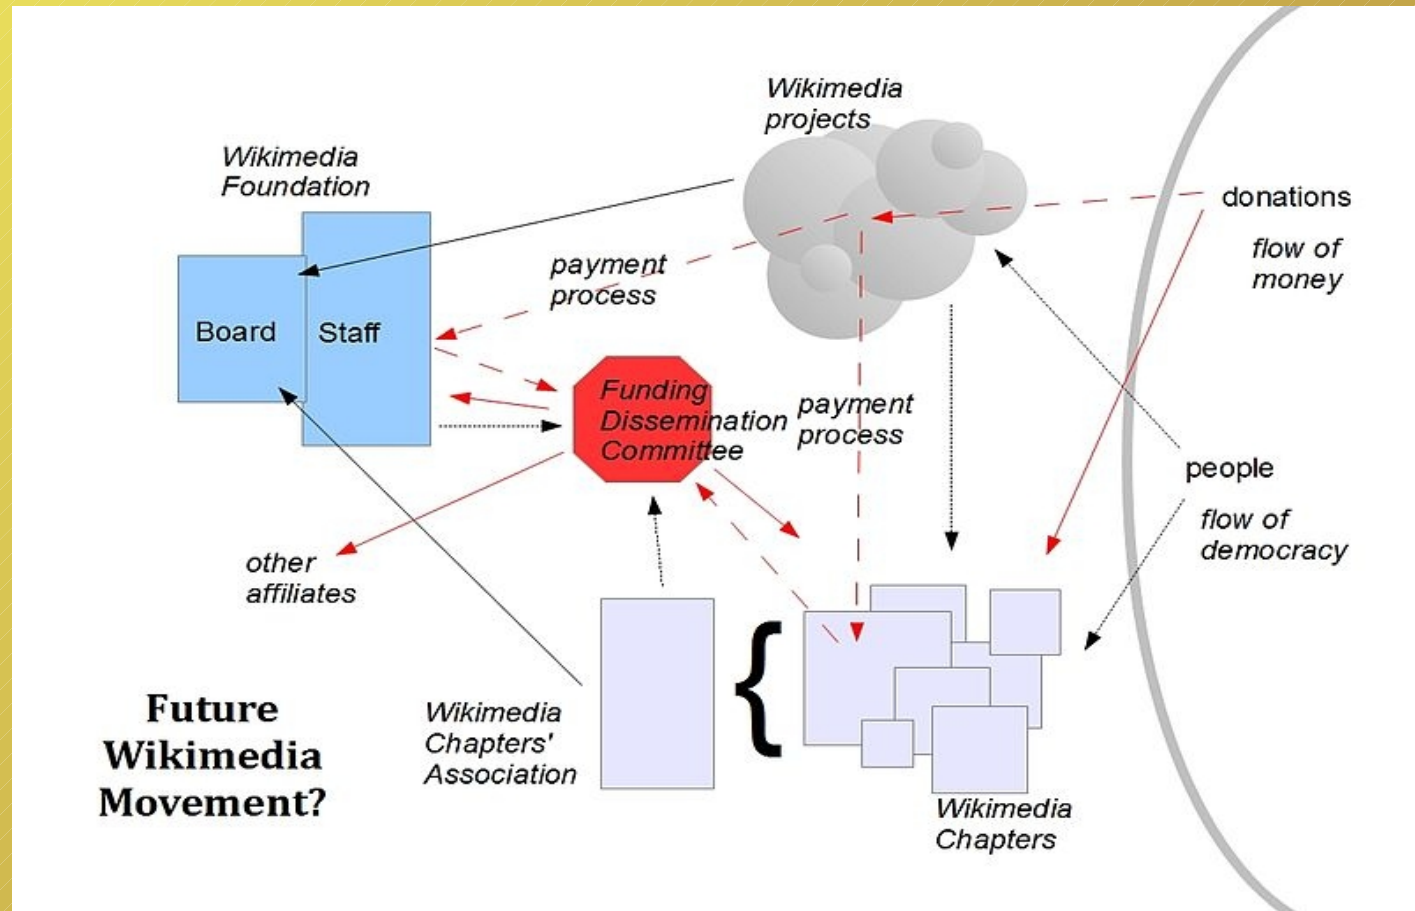 Wikimedia
projects
Wikimedia
Foundation
donations
flow of
money
payment
process
Board
Staff
Funding
Dissemination
Committee
payment
process
people
flow of
democracy
other
affiliates
Future
Wikimedia
Movement?
Wikimedia
Chapters'
Association
{
Wikimedia
Chapters